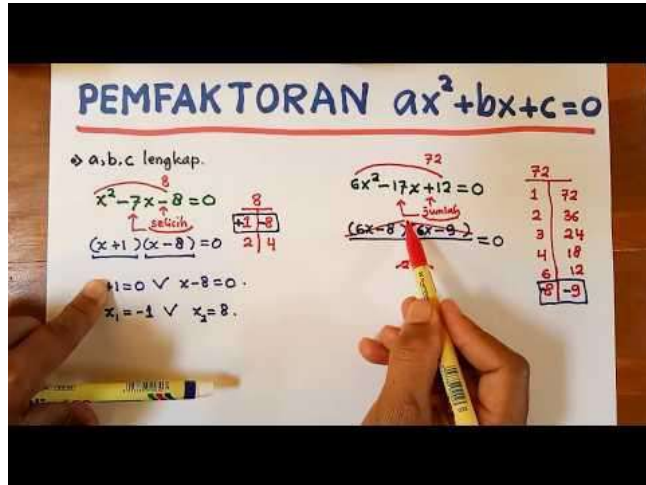 PEMFAKTORAN ax²+bx+c=0
a,b,c lengkap.
8
x²-7x-8=0
selisih
(x+1)(x-8)=0
+1=0 ∨ x-8=0.
x₁=-1 ∨ x₂=8.
8
+1 -8
2 4
72
6x²-17x+12=0
jumlah
(6x-8)(6x-9)=0
72
1 72
2 36
3 24
4 18
6 12
-8 -9